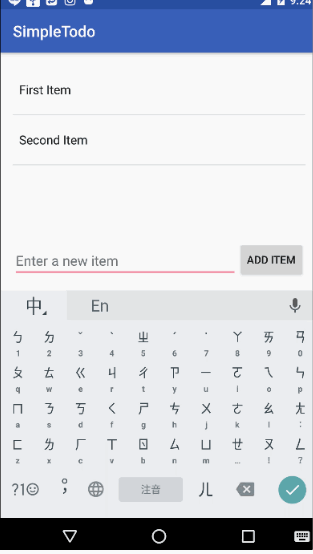 9:24
SimpleTodo
First Item
Second Item
Enter a new item
ADD ITEM
中 En
ㄅ ㄉ ˇ ˋ ㄓ ˊ ˙ ㄚ ㄞ ㄢ
1 2 3 4 5 6 7 8 9 0
ㄆ ㄊ ㄍ ㄐ ㄔ ㄗ ㄧ ㄛ ㄟ ㄣ
q w e r t y u i o p
ㄇ ㄋ ㄎ ㄑ ㄕ ㄘ ㄨ ㄜ ㄠ ㄤ
a s d f g h j k l :
ㄈ ㄌ ㄏ ㄒ ㄖ ㄙ ㄩ ㄝ ㄡ ㄥ
z x c v b n m … ! ?
?1☺ ° , 注音 ㄦ